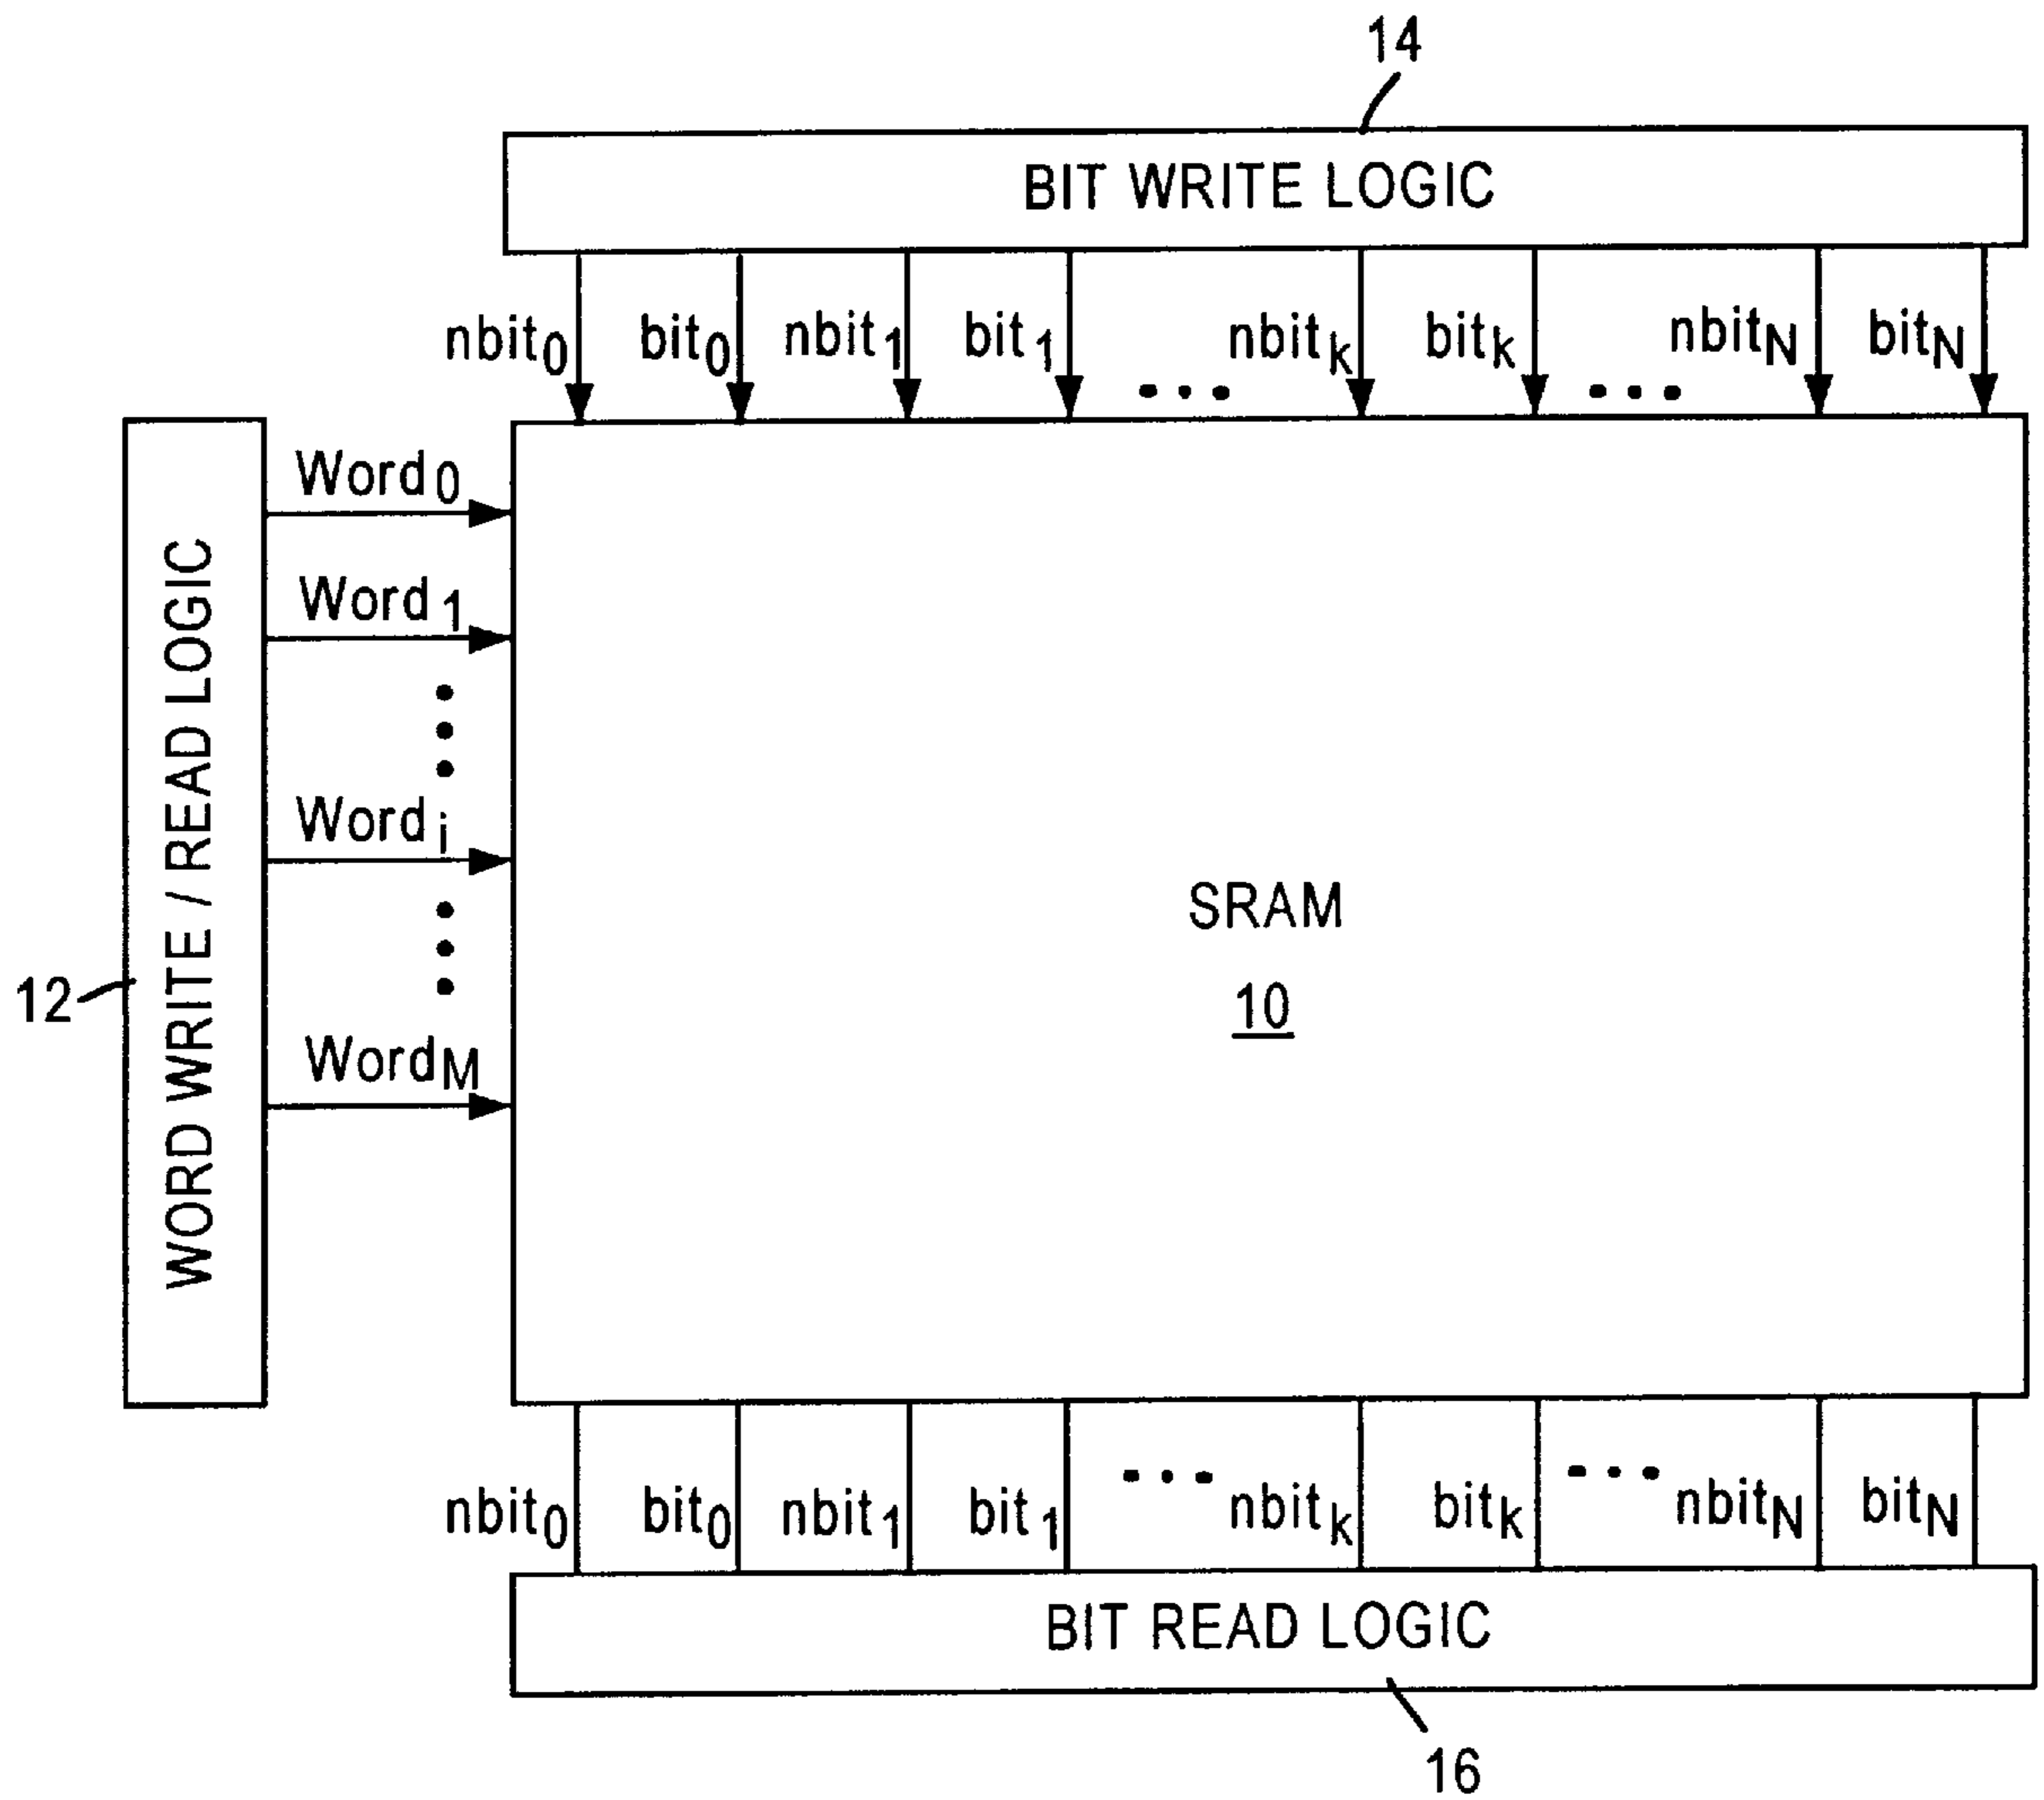 14
BIT WRITE LOGIC
nbit0 bit0 nbit1 bit1 ... nbitk bitk ... nbitN bitN
WORD WRITE / READ LOGIC
Word0
Word1
Wordi
SRAM
12
10
WordM
nbit0 bit0 nbit1 bit1 ... nbitk bitk ... nbitN bitN
BIT READ LOGIC
16